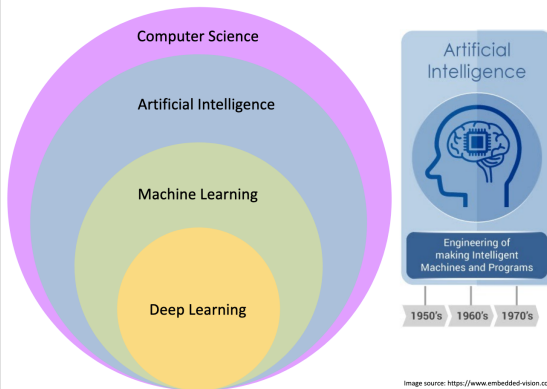 Computer Science
Artificial Intelligence
Machine Learning
Deep Learning
Artificial
Intelligence
Engineering of
making Intelligent
Machines and Programs
1950's 1960's 1970's
Image source: https://www.embedded-vision.co